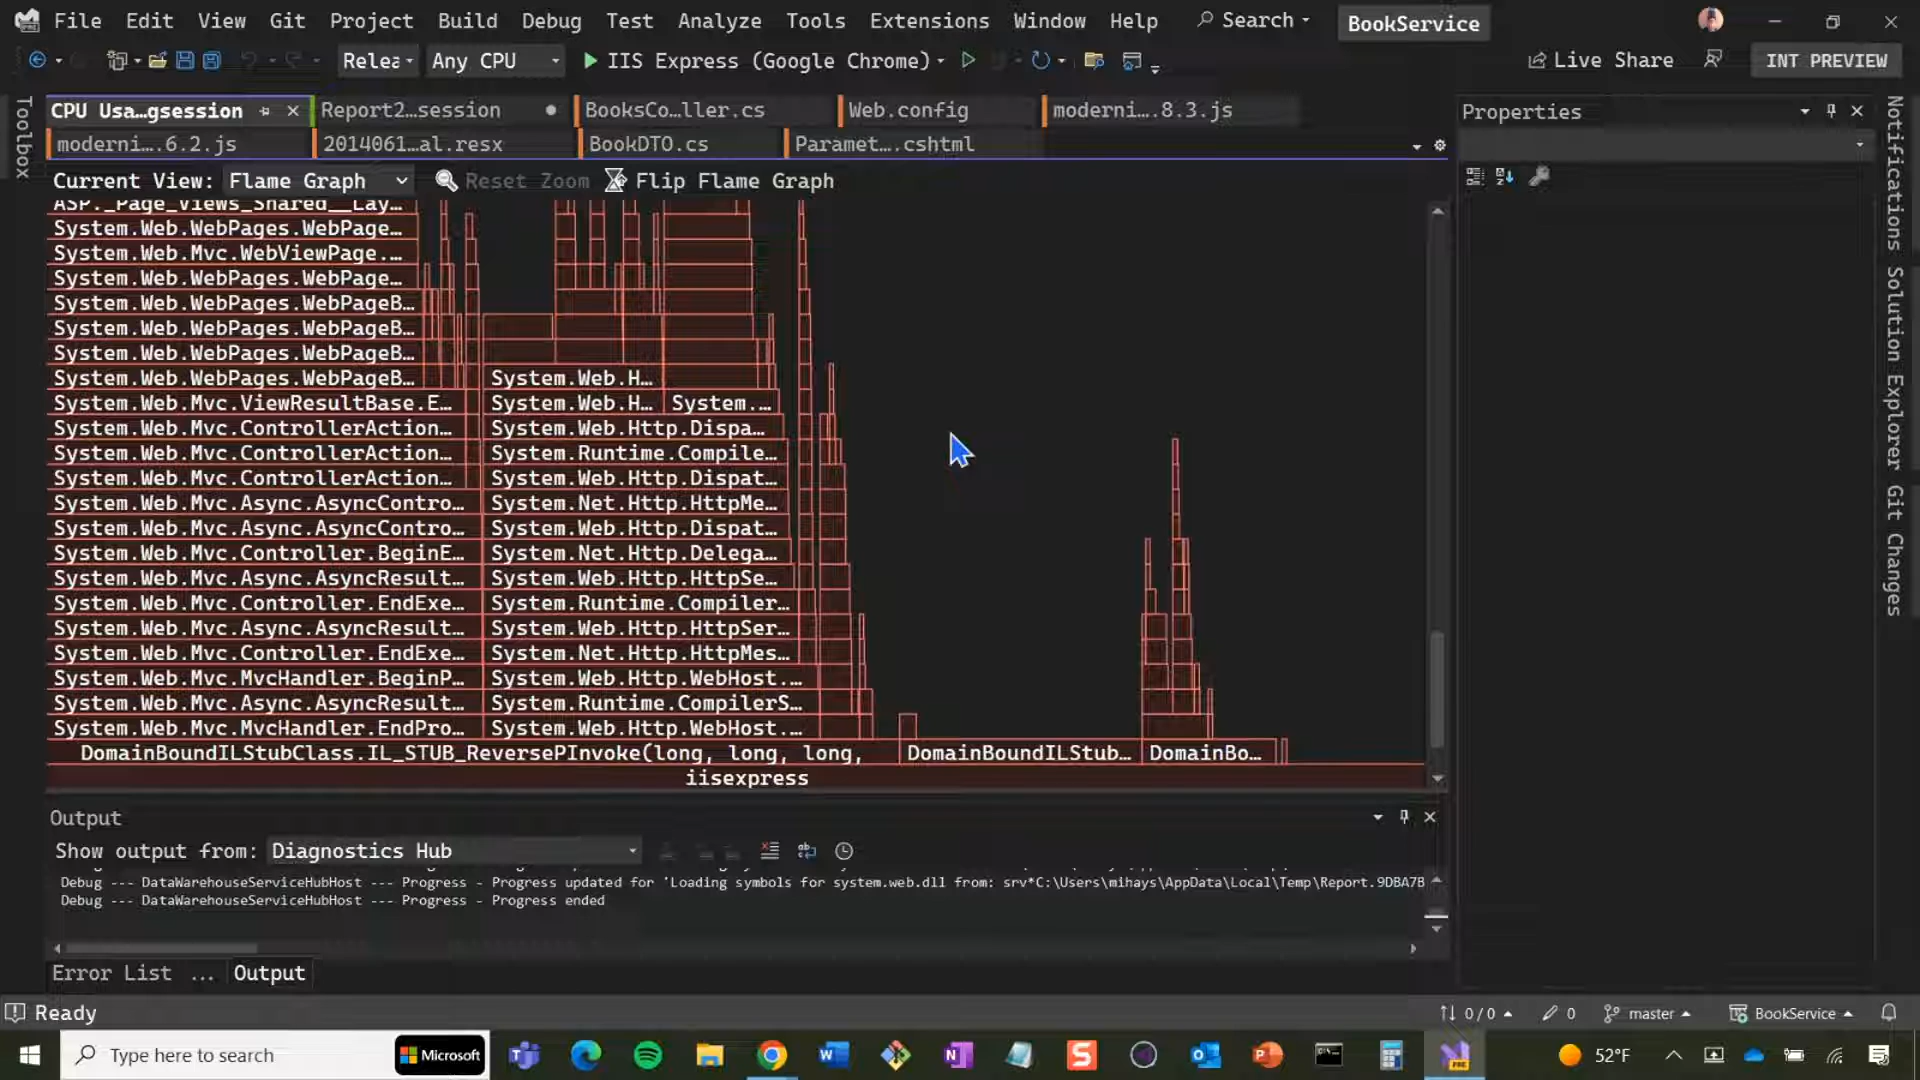 File Edit View Git Project Build Debug Test Analyze Tools Extensions Window Help Search BookService
Relea Any CPU IIS Express (Google Chrome) Live Share INT PREVIEW
CPU Usa…gsession Report2…session BooksCo…ller.cs Web.config moderni….8.3.js
moderni….6.2.js 2014061…al.resx BookDTO.cs Paramet….cshtml
Current View: Flame Graph Reset Zoom Flip Flame Graph
ASP._Page_Views_Shared__Lay…
System.Web.WebPages.WebPage…
System.Web.Mvc.WebViewPage.…
System.Web.WebPages.WebPage…
System.Web.WebPages.WebPageB…
System.Web.WebPages.WebPageB…
System.Web.WebPages.WebPageB…
System.Web.WebPages.WebPageB… System.Web.H…
System.Web.Mvc.ViewResultBase.E… System.Web.H… System.…
System.Web.Mvc.ControllerAction… System.Web.Http.Dispa…
System.Web.Mvc.ControllerAction… System.Runtime.Compile…
System.Web.Mvc.ControllerAction… System.Web.Http.Dispat…
System.Web.Mvc.Async.AsyncContro… System.Net.Http.HttpMe…
System.Web.Mvc.Async.AsyncContro… System.Web.Http.Dispat…
System.Web.Mvc.Controller.BeginE… System.Net.Http.Delega…
System.Web.Mvc.Async.AsyncResult… System.Web.Http.HttpSe…
System.Web.Mvc.Controller.EndExe… System.Runtime.Compiler…
System.Web.Mvc.Async.AsyncResult… System.Web.Http.HttpSer…
System.Web.Mvc.Controller.EndExe… System.Net.Http.HttpMes…
System.Web.Mvc.MvcHandler.BeginP… System.Web.Http.WebHost.…
System.Web.Mvc.Async.AsyncResult… System.Runtime.CompilerS…
System.Web.Mvc.MvcHandler.EndPro… System.Web.Http.WebHost.…
DomainBoundILStubClass.IL_STUB_ReversePInvoke(long, long, long, DomainBoundILStub… DomainBo…
iisexpress
Output
Show output from: Diagnostics Hub
Debug --- DataWarehouseServiceHubHost --- Progress - Progress updated for 'Loading symbols for system.web.dll from: srv*C:\Users\mihays\AppData\Local\Temp\Report.9DBA7B
Debug --- DataWarehouseServiceHubHost --- Progress - Progress ended
Error List ... Output
Properties
Toolbox
Notifications
Solution Explorer
Git Changes
Ready 0 / 0 0 master BookService
Type here to search Microsoft 52°F